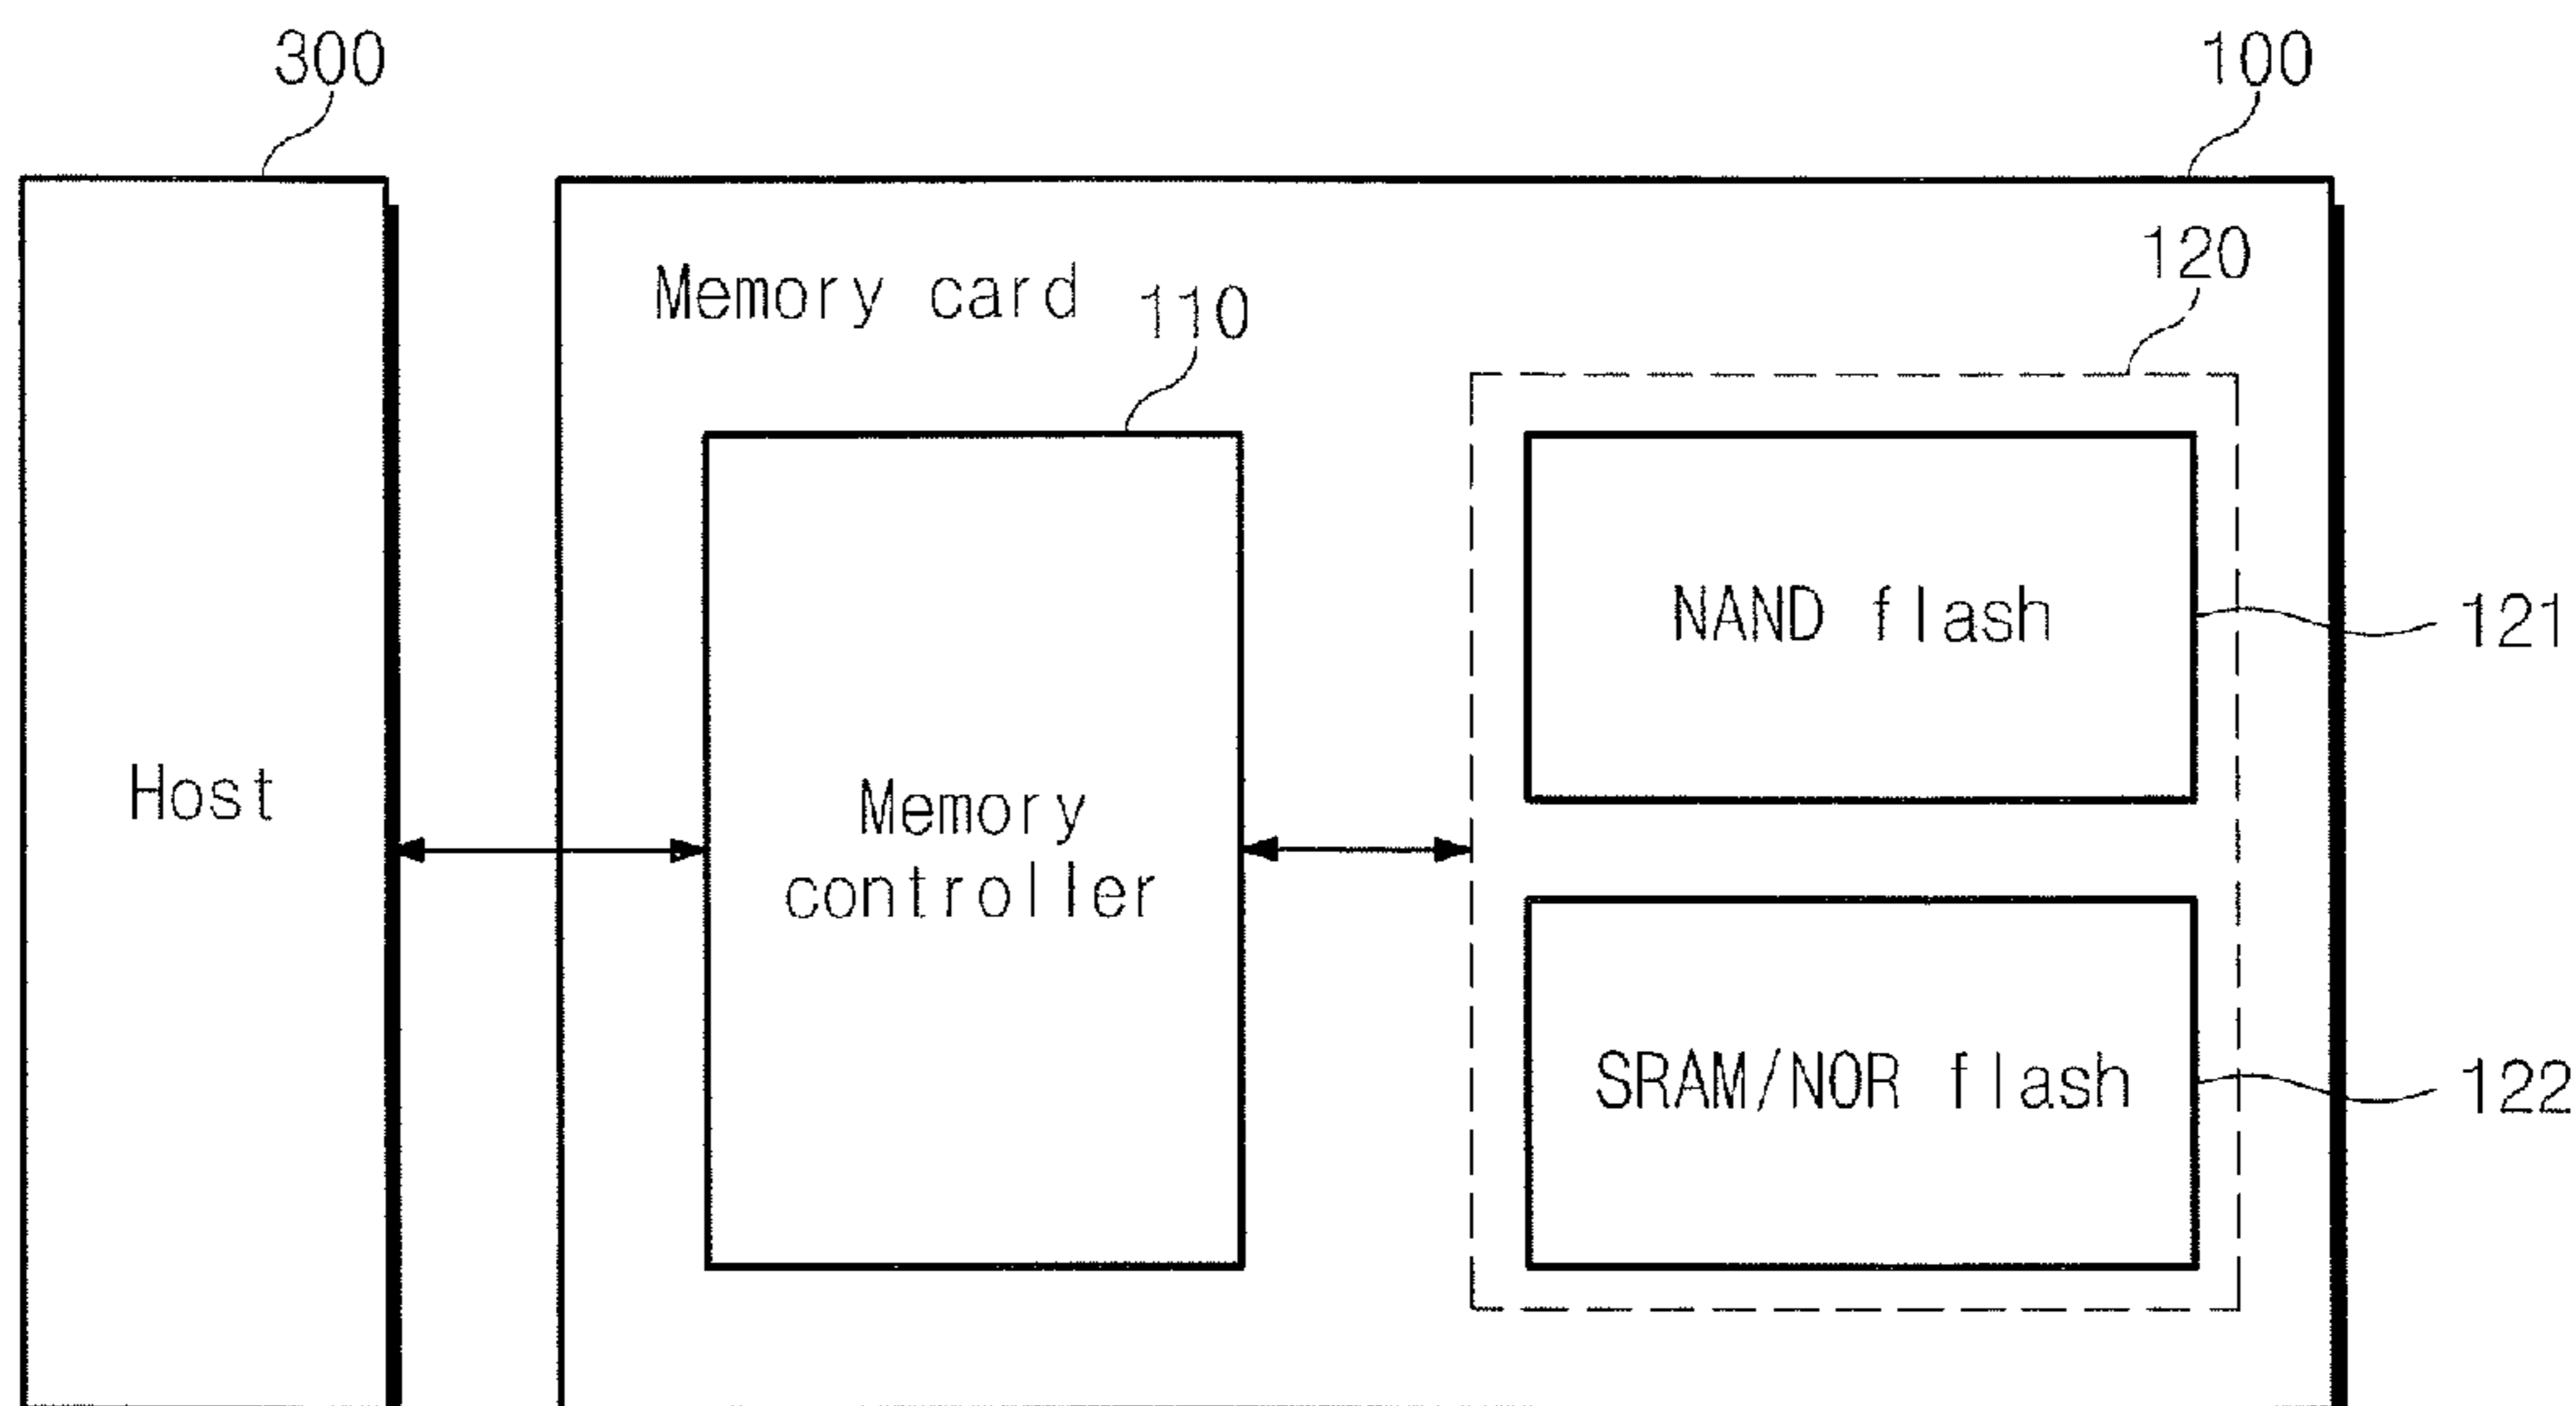 300
100
120
Memory card
110
NAND flash
121
Host
Memory
controller
SRAM/NOR flash
122